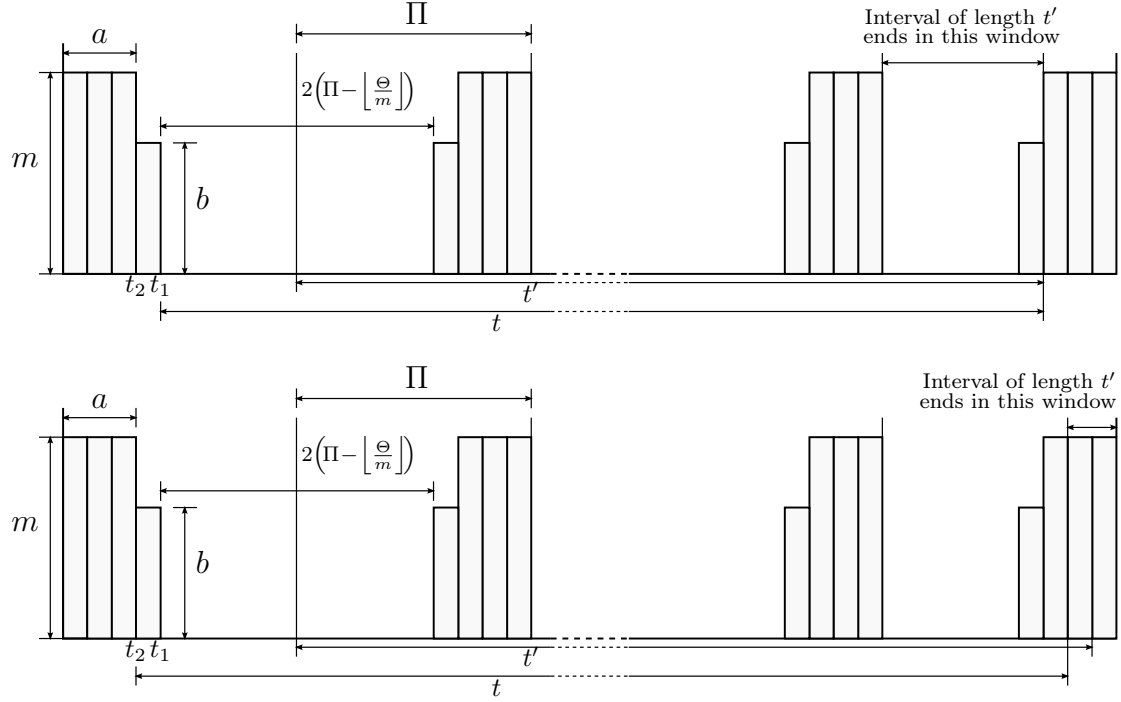 Π
Interval of length t′
ends in this window
a
2(Π−⌊Θ/m⌋)
m
b
t₂ t₁
t′
t
Π
Interval of length t′
ends in this window
a
2(Π−⌊Θ/m⌋)
m
b
t₂ t₁
t′
t